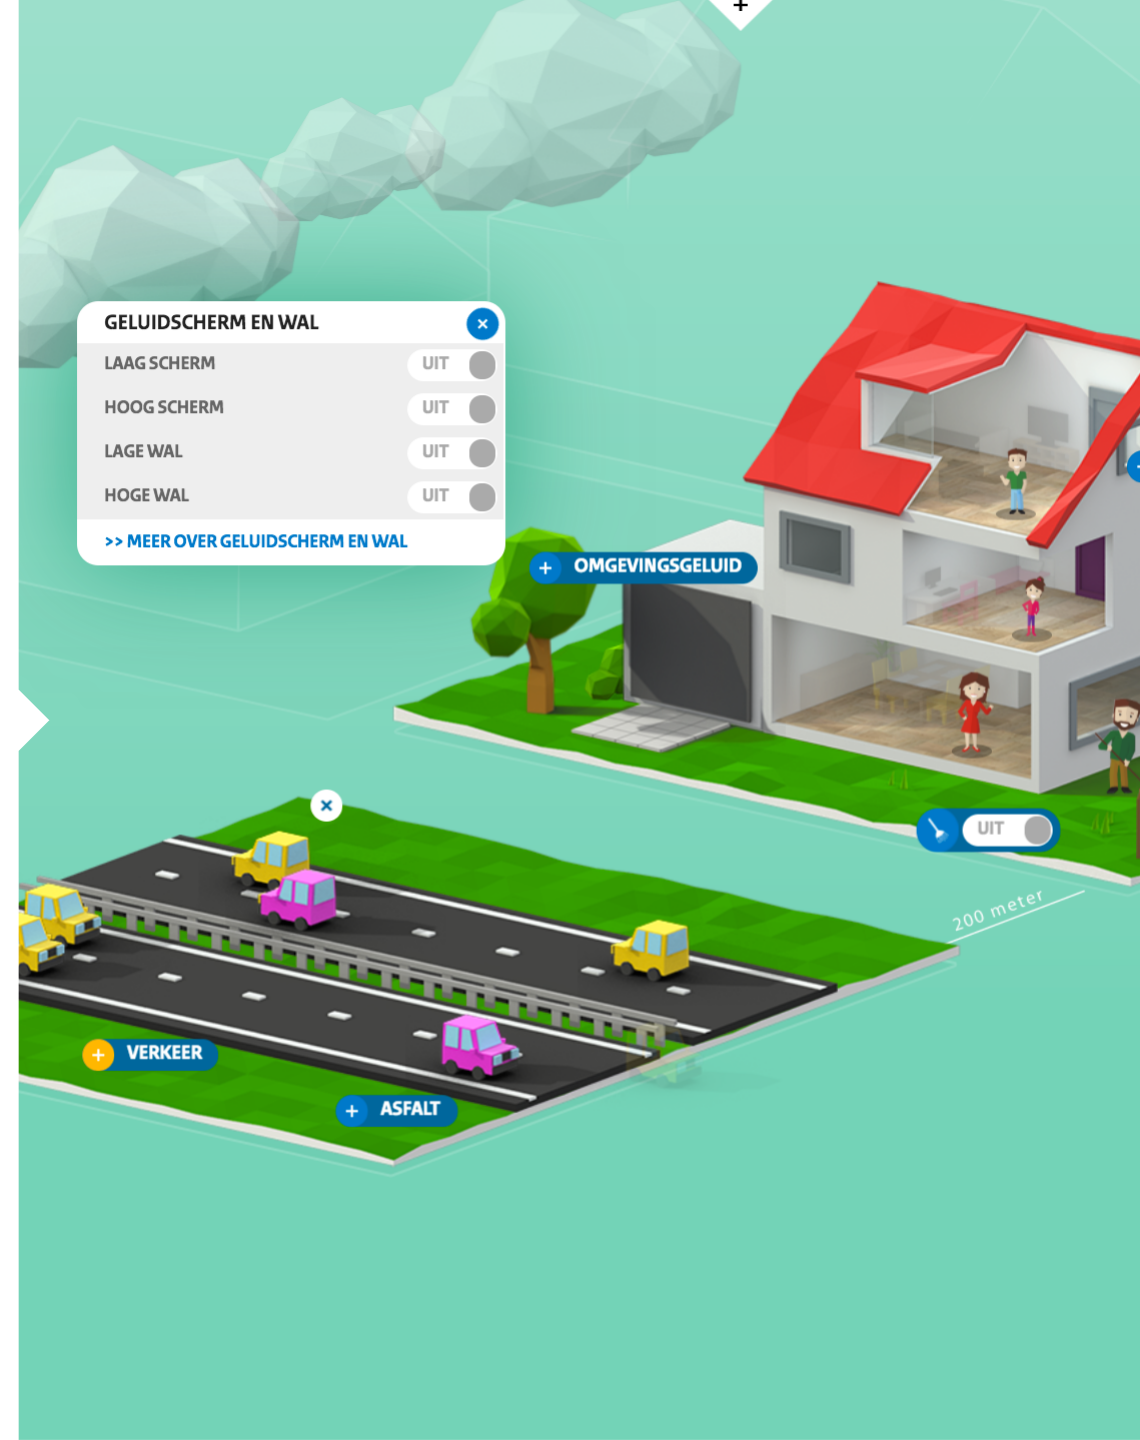 GELUIDSCHERM EN WAL
LAAG SCHERM UIT
HOOG SCHERM UIT
LAGE WAL UIT
HOGE WAL UIT
>> MEER OVER GELUIDSCHERM EN WAL
OMGEVINGSGELUID
UIT
200 meter
VERKEER
ASFALT